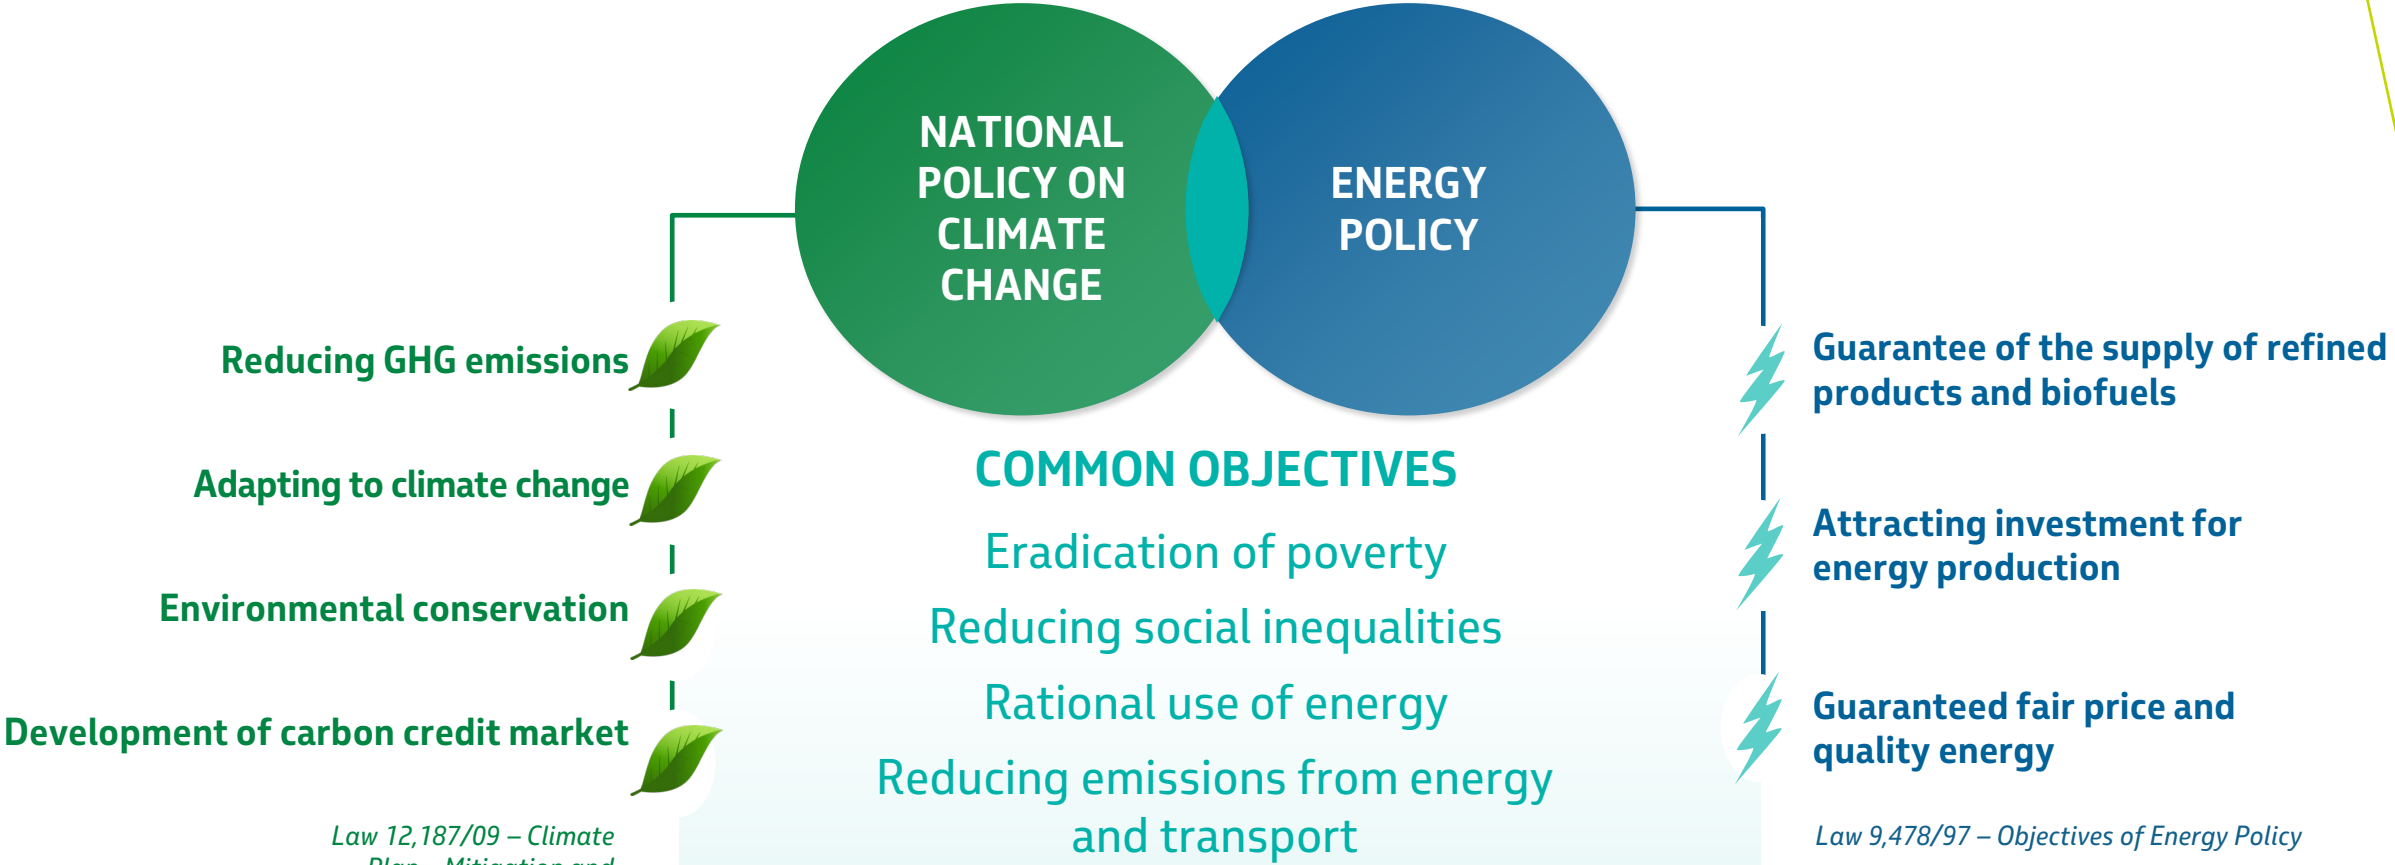 NATIONAL
POLICY ON
CLIMATE
CHANGE
ENERGY
POLICY
Reducing GHG emissions
Adapting to climate change
Environmental conservation
Development of carbon credit market
Law 12,187/09 – Climate
Plan – Mitigation and
COMMON OBJECTIVES
Eradication of poverty
Reducing social inequalities
Rational use of energy
Reducing emissions from energy
and transport
Guarantee of the supply of refined
products and biofuels
Attracting investment for
energy production
Guaranteed fair price and
quality energy
Law 9,478/97 – Objectives of Energy Policy